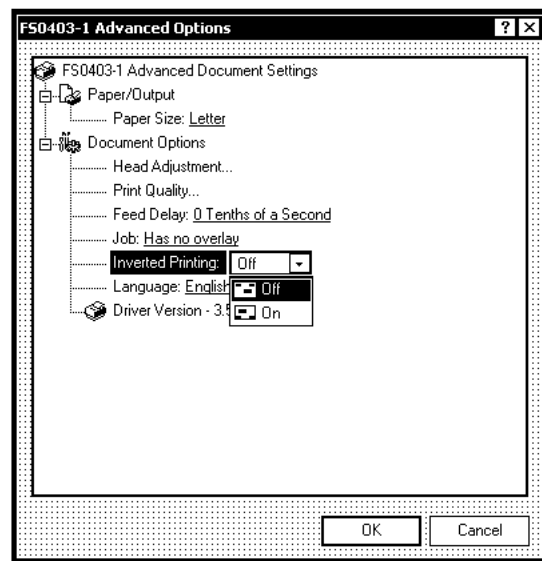 FS0403-1 Advanced Options
FS0403-1 Advanced Document Settings
Paper/Output
Paper Size: Letter
Document Options
Head Adjustment...
Print Quality...
Feed Delay: 0 Tenths of a Second
Job: Has no overlay
Inverted Printing: Off
Language: English
Off
Driver Version - 3.5
On
OK Cancel